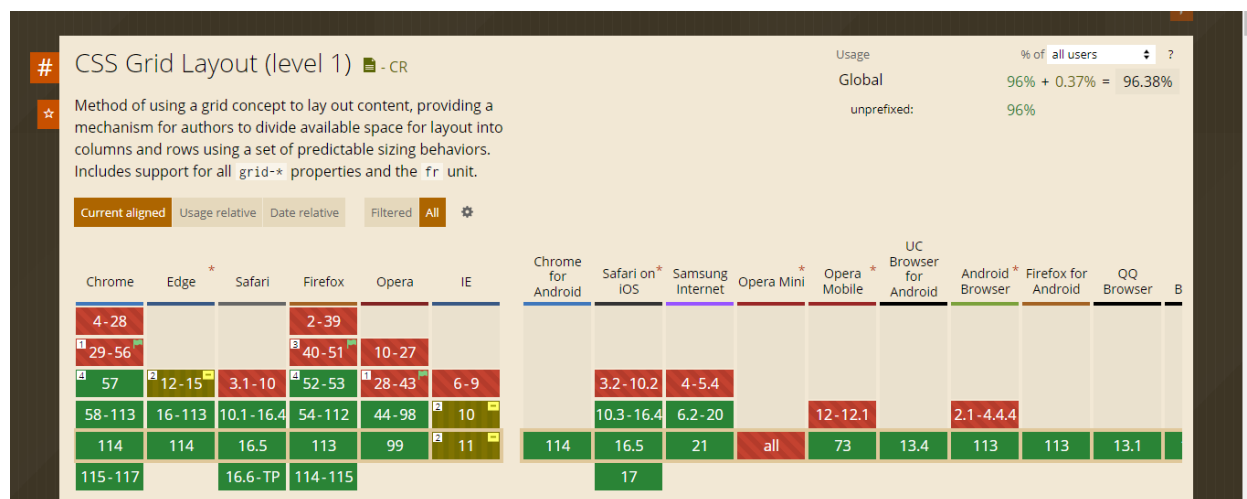 #
CSS Grid Layout (level 1) - CR
Usage % of all users ?
Global 96% + 0.37% = 96.38%
unprefixed: 96%
Method of using a grid concept to lay out content, providing a
mechanism for authors to divide available space for layout into
columns and rows using a set of predictable sizing behaviors.
Includes support for all grid-* properties and the fr unit.
Current aligned Usage relative Date relative Filtered All
Chrome Edge * Safari Firefox Opera IE Chrome for Android Safari on iOS * Samsung Internet Opera Mini * Opera Mobile * UC Browser for Android Android Browser * Firefox for Android QQ Browser B
4-28 2-39
1 29-56 3 40-51 10-27
4 57 2 12-15 3.1-10 4 52-53 1 28-43 6-9 3.2-10.2 4-5.4
58-113 16-113 10.1-16.4 54-112 44-98 2 10 10.3-16.4 6.2-20 12-12.1 2.1-4.4.4
114 114 16.5 113 99 2 11 114 16.5 21 all 73 13.4 113 113 13.1
115-117 16.6-TP 114-115 17